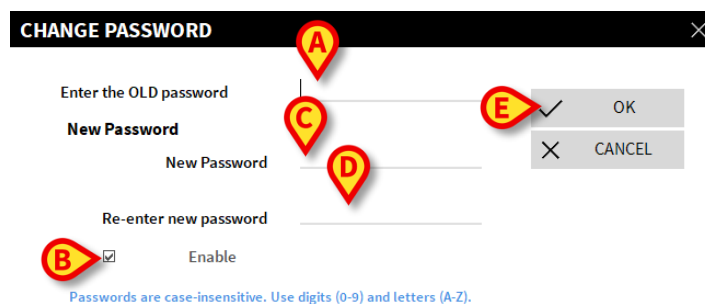 CHANGE PASSWORD
A
Enter the OLD password
E
OK
C
New Password
CANCEL
New Password
D
Re-enter new password
B
Enable
Passwords are case-insensitive. Use digits (0-9) and letters (A-Z).